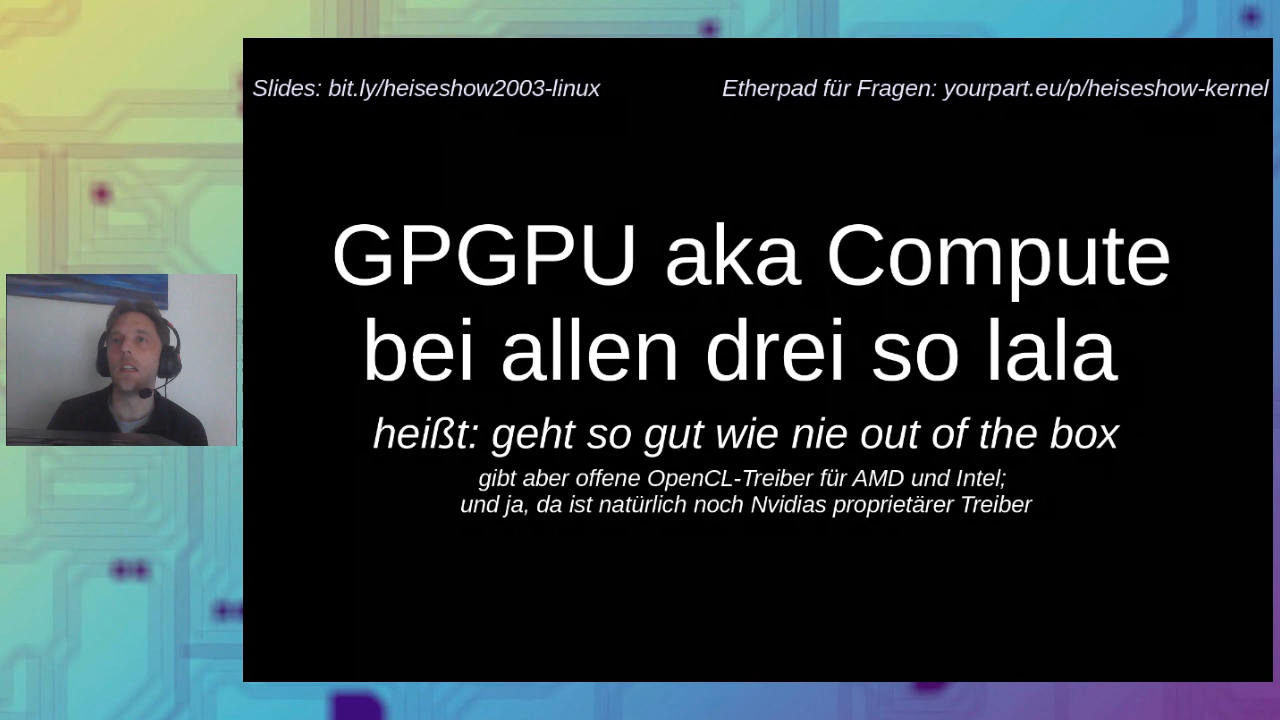 Slides: bit.ly/heiseshow2003-linux
Etherpad für Fragen: yourpart.eu/p/heiseshow-kernel
GPGPU aka Compute
bei allen drei so lala
heißt: geht so gut wie nie out of the box
gibt aber offene OpenCL-Treiber für AMD und Intel;
und ja, da ist natürlich noch Nvidias proprietärer Treiber